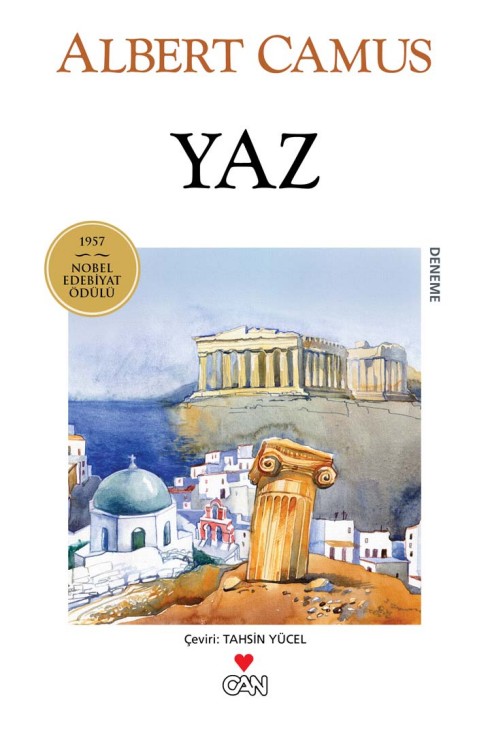 ALBERT CAMUS
YAZ
1957
NOBEL
EDEBİYAT
ÖDÜLÜ
DENEME
Çeviri: TAHSİN YÜCEL
CAN